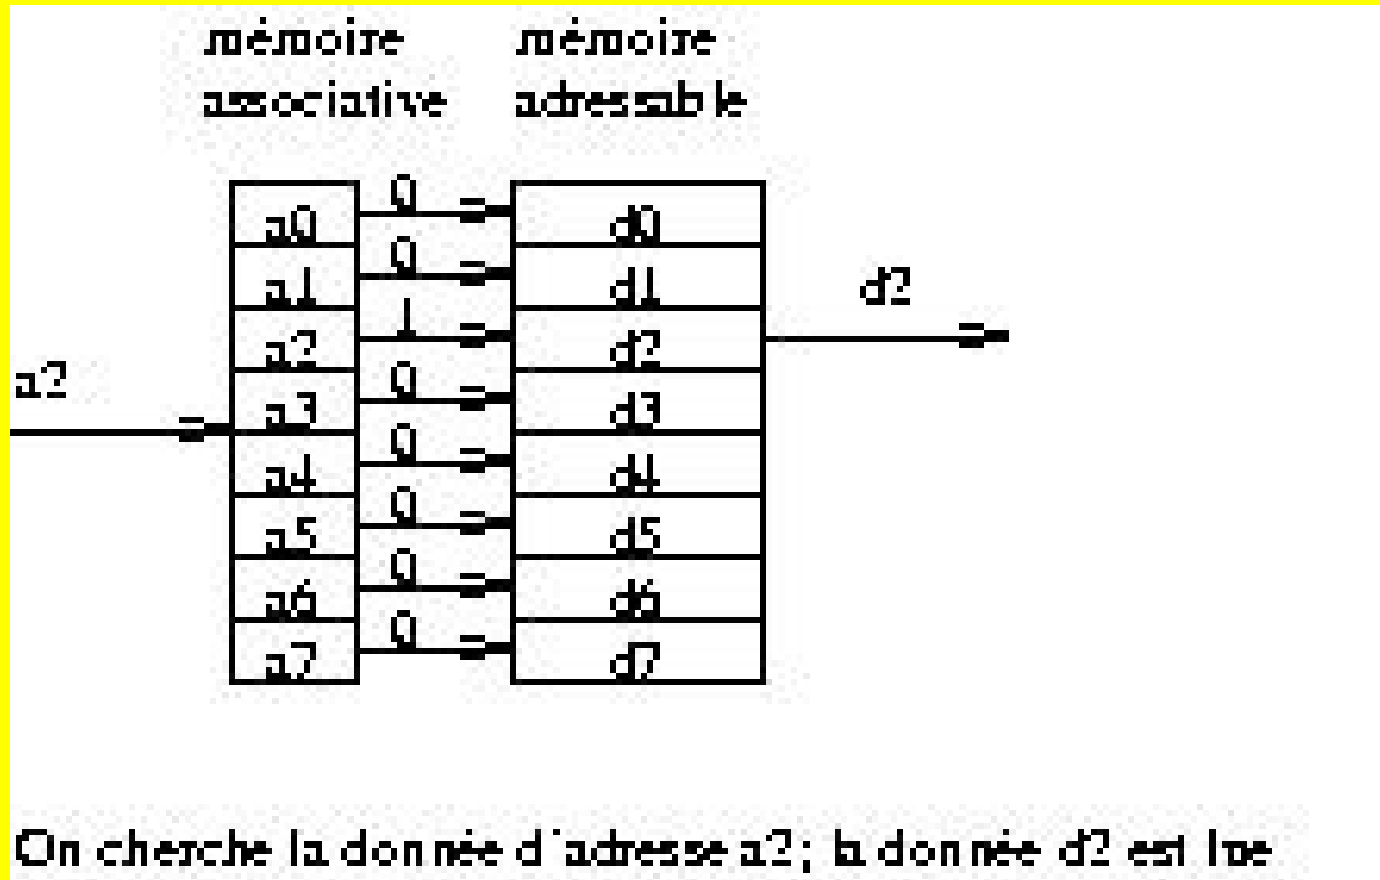 mémoire mémoire
associative adressable
a0 0 d0
a1 0 d1
a2 1 d2
d2
a2
a3 0 d3
a4 0 d4
a5 0 d5
a6 0 d6
a7 0 d7
On cherche la donnée d'adresse a2; la donnée d2 est lue